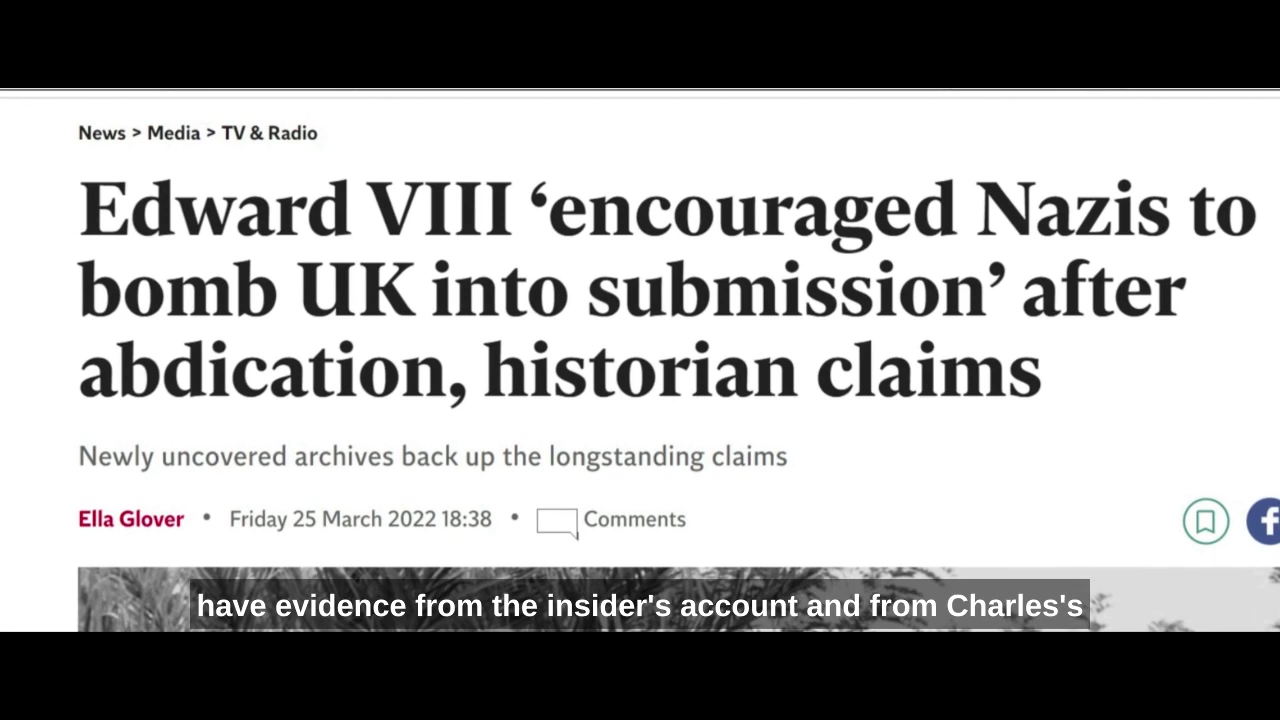 News > Media > TV & Radio
Edward VIII ‘encouraged Nazis to
bomb UK into submission’ after
abdication, historian claims
Newly uncovered archives back up the longstanding claims
Ella Glover • Friday 25 March 2022 18:38 • Comments
have evidence from the insider's account and from Charles's